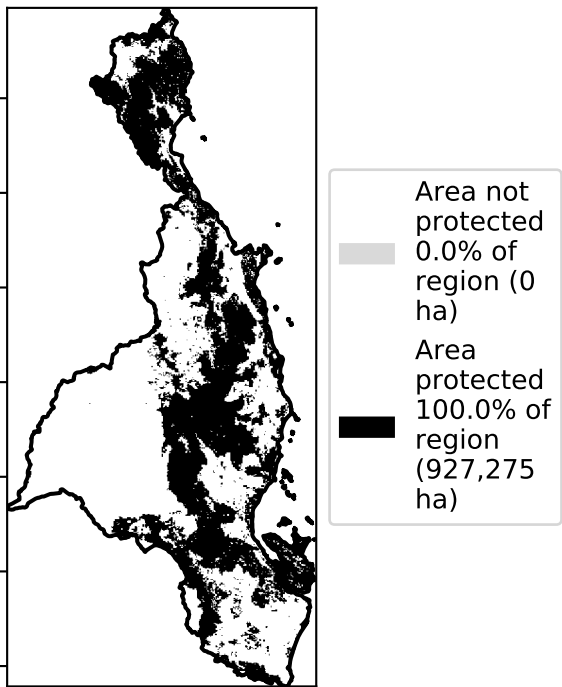 Area not
protected
0.0% of
region (0
ha)
Area
protected
100.0% of
region
(927,275
ha)